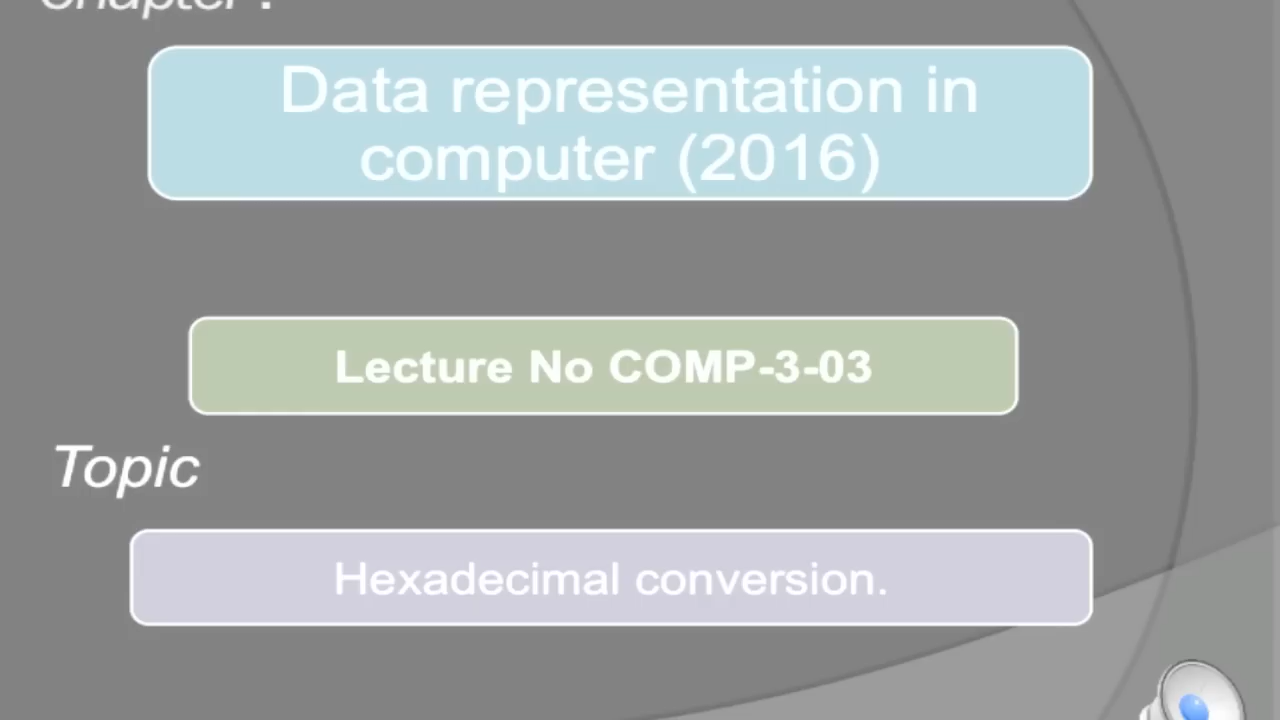 Chapter :
Data representation in
computer (2016)
Lecture No COMP-3-03
Topic
Hexadecimal conversion.